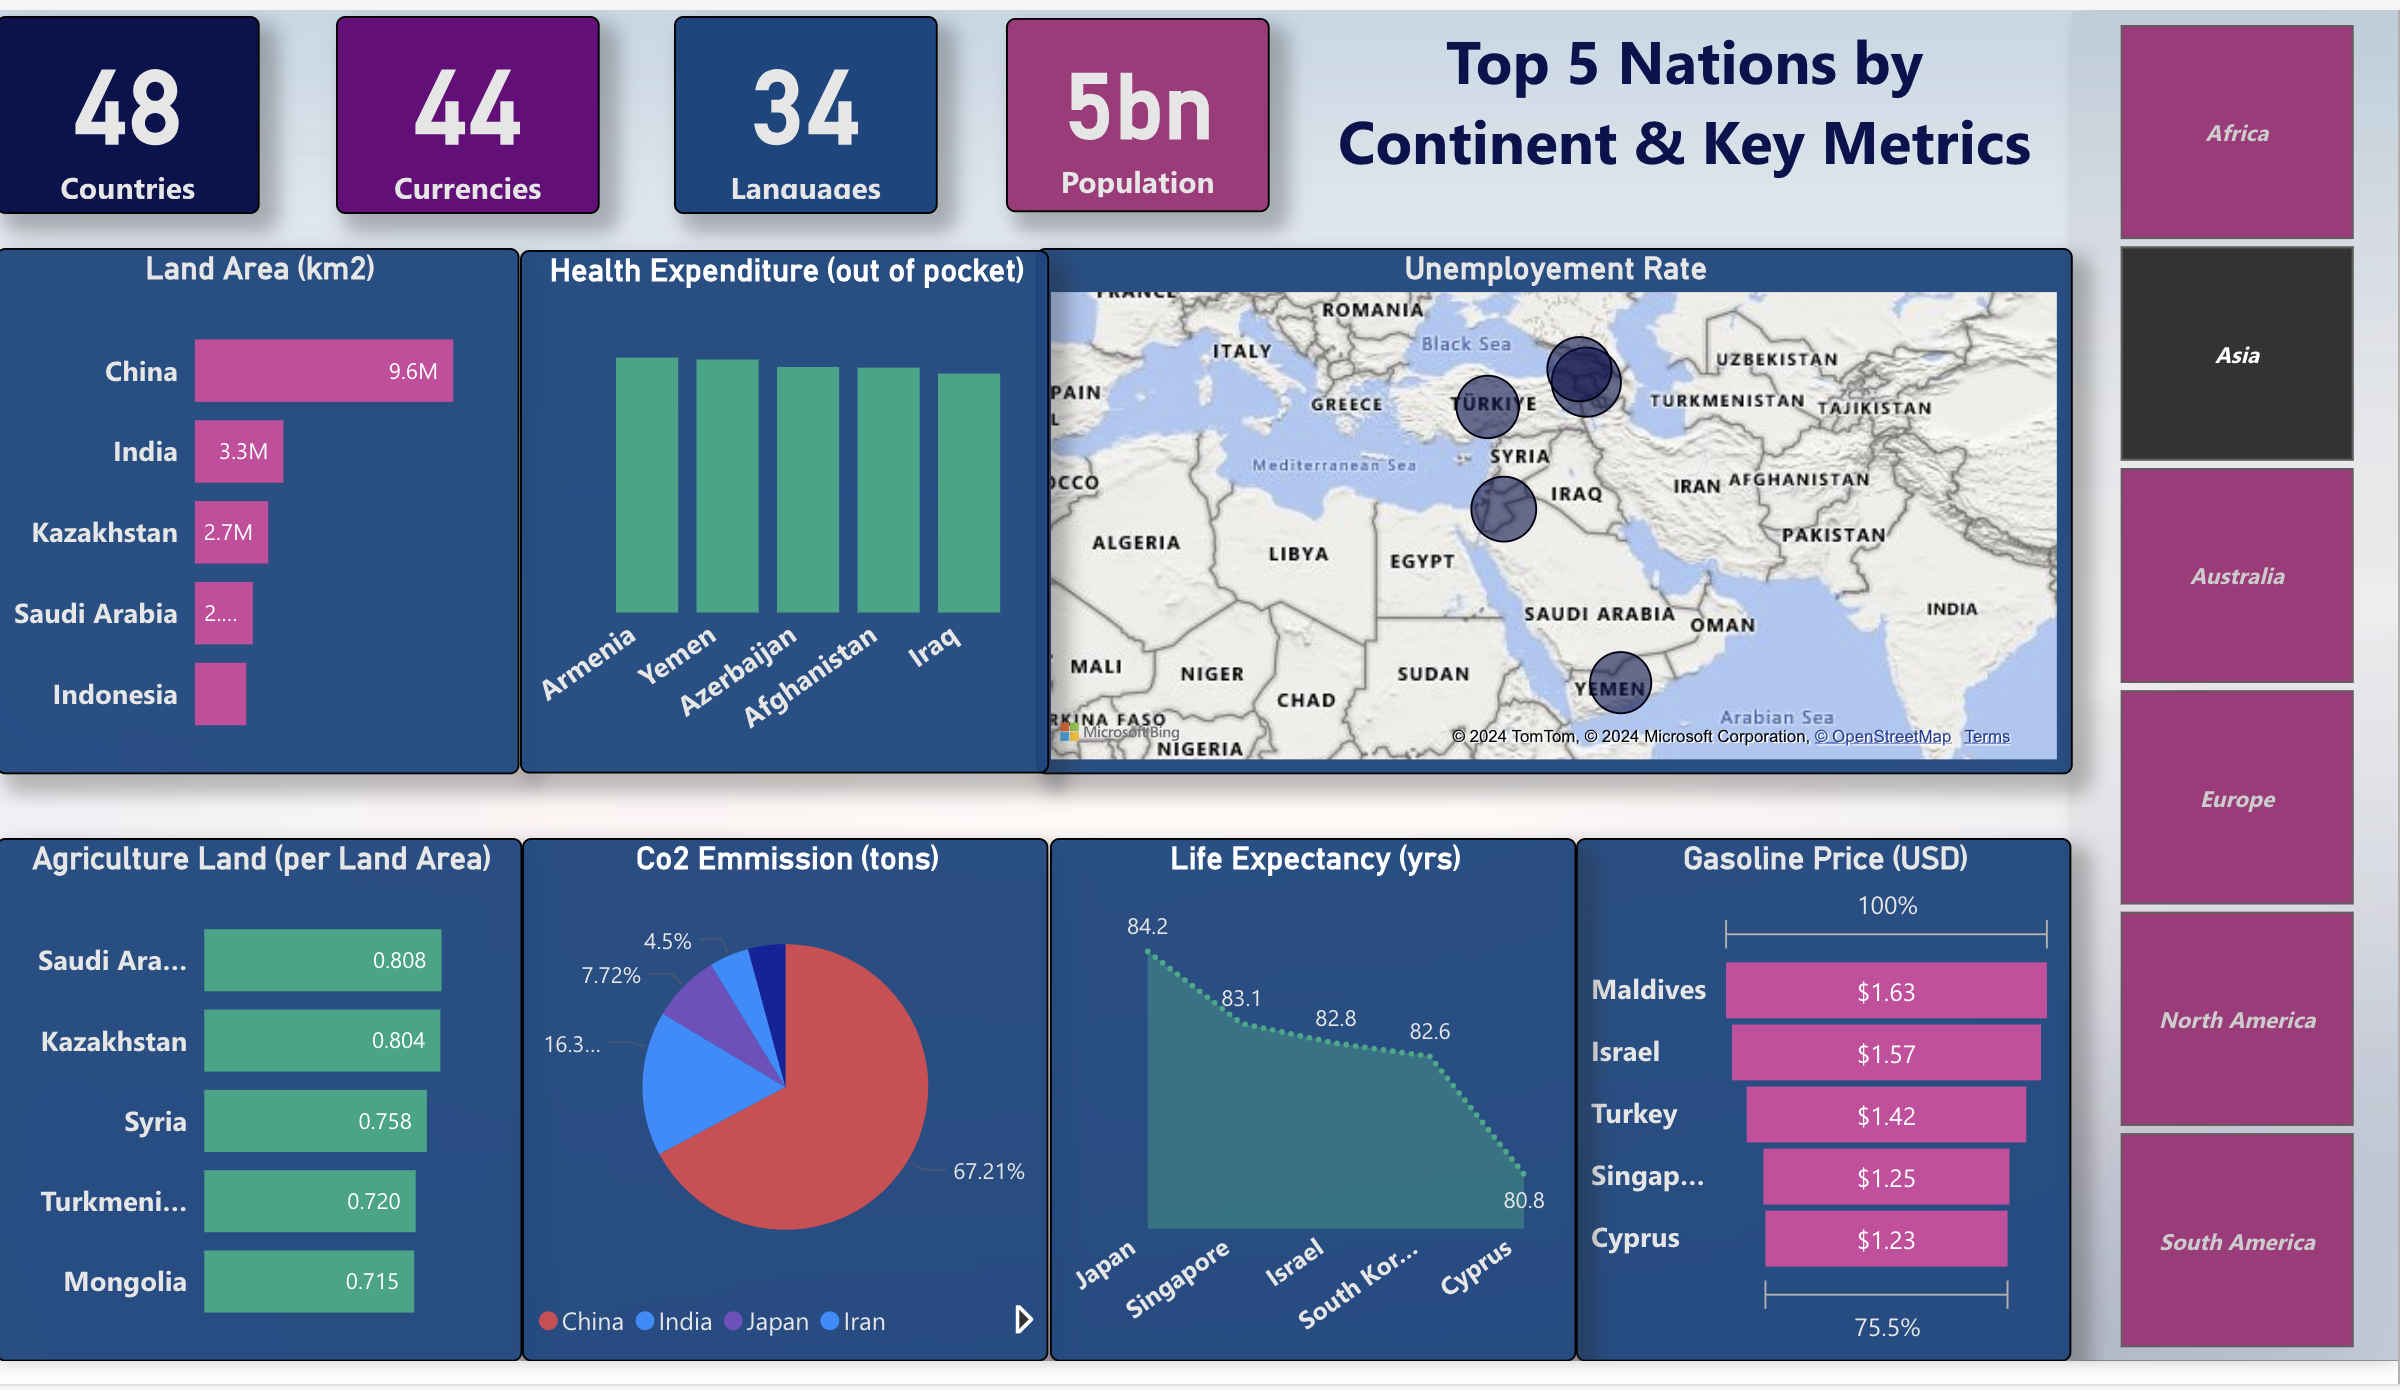 48
Countries
44
Currencies
34
Languages
5bn
Population
Top 5 Nations by
Continent & Key Metrics
Africa
Asia
Australia
Europe
North America
South America
Land Area (km2)
China
9.6M
India
3.3M
Kazakhstan
2.7M
Saudi Arabia
2....
Indonesia
Health Expenditure (out of pocket)
Armenia
Yemen
Azerbaijan
Afghanistan
Iraq
Unemployement Rate
FRANCE
ROMANIA
Black Sea
ITALY
UZBEKISTAN
PAIN
GREECE
TÜRKIYE
TURKMENISTAN
TAJIKISTAN
L
SYRIA
Mediterranean Sea
OCCO
IRAQ
IRAN
AFGHANISTAN
PAKISTAN
ALGERIA
LIBYA
EGYPT
SAUDI ARABIA
OMAN
INDIA
MALI
NIGER
SUDAN
YEMEN
CHAD
RKINA FASO
Arabian Sea
Microsoft Bing
NIGERIA
© 2024 TomTom, © 2024 Microsoft Corporation, © OpenStreetMap Terms
Agriculture Land (per Land Area)
Saudi Ara...
0.808
Kazakhstan
0.804
Syria
0.758
Turkmeni...
0.720
Mongolia
0.715
Co2 Emmission (tons)
4.5%
7.72%
16.3...
67.21%
China India Japan Iran
Life Expectancy (yrs)
84.2
83.1
82.8
82.6
80.8
Japan
Singapore
Israel
South Kor...
Cyprus
Gasoline Price (USD)
100%
Maldives
$1.63
Israel
$1.57
Turkey
$1.42
Singap...
$1.25
Cyprus
$1.23
75.5%